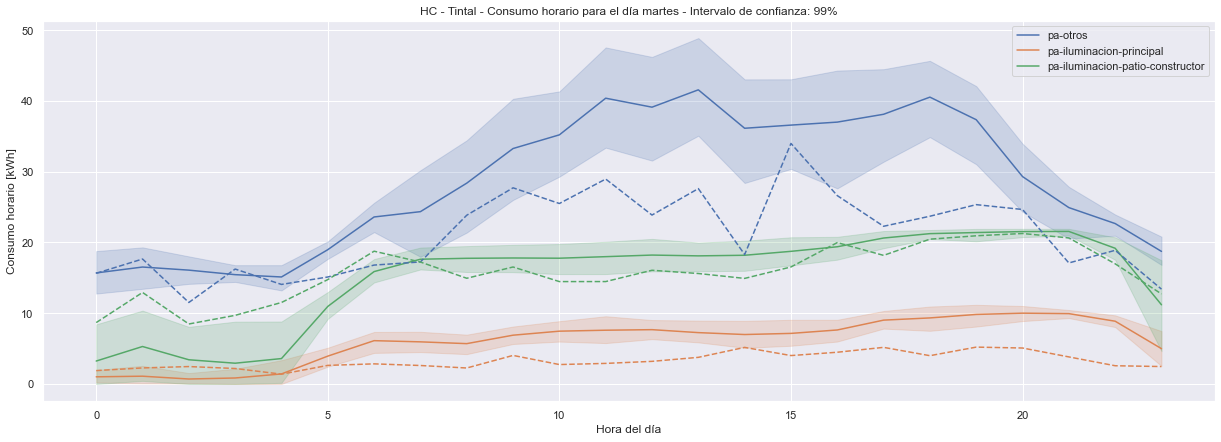 HC - Tintal - Consumo horario para el día martes - Intervalo de confianza: 99%
pa-otros
pa-iluminacion-principal
pa-iluminacion-patio-constructor
Consumo horario [kWh]
50
40
30
20
10
0
0 5 10 15 20
Hora del día